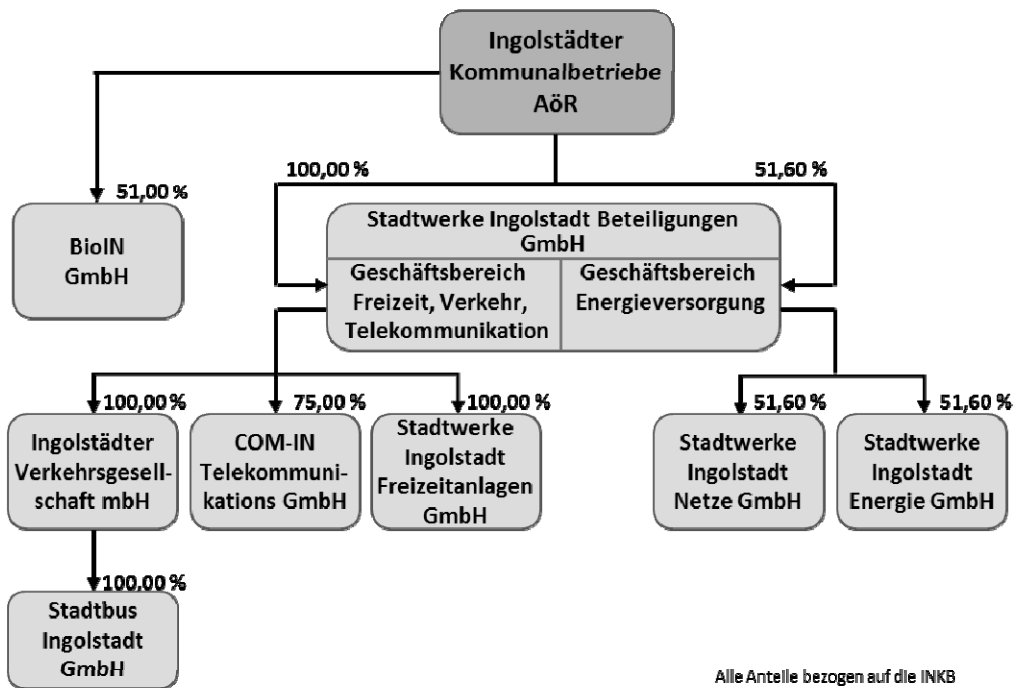 Ingolstädter
Kommunalbetriebe
AöR
100,00 %
51,60 %
51,00 %
BioIN
GmbH
Stadtwerke Ingolstadt Beteiligungen
GmbH
Geschäftsbereich
Freizeit, Verkehr,
Telekommunikation
Geschäftsbereich
Energieversorgung
100,00 %
Ingolstädter
Verkehrsgesell-
schaft mbH
75,00 %
COM-IN
Telekommuni-
kations GmbH
100,00 %
Stadtwerke
Ingolstadt
Freizeitanlagen
GmbH
51,60 %
Stadtwerke
Ingolstadt
Netze GmbH
51,60 %
Stadtwerke
Ingolstadt
Energie GmbH
100,00 %
Stadtbus
Ingolstadt
GmbH
Alle Anteile bezogen auf die INKB